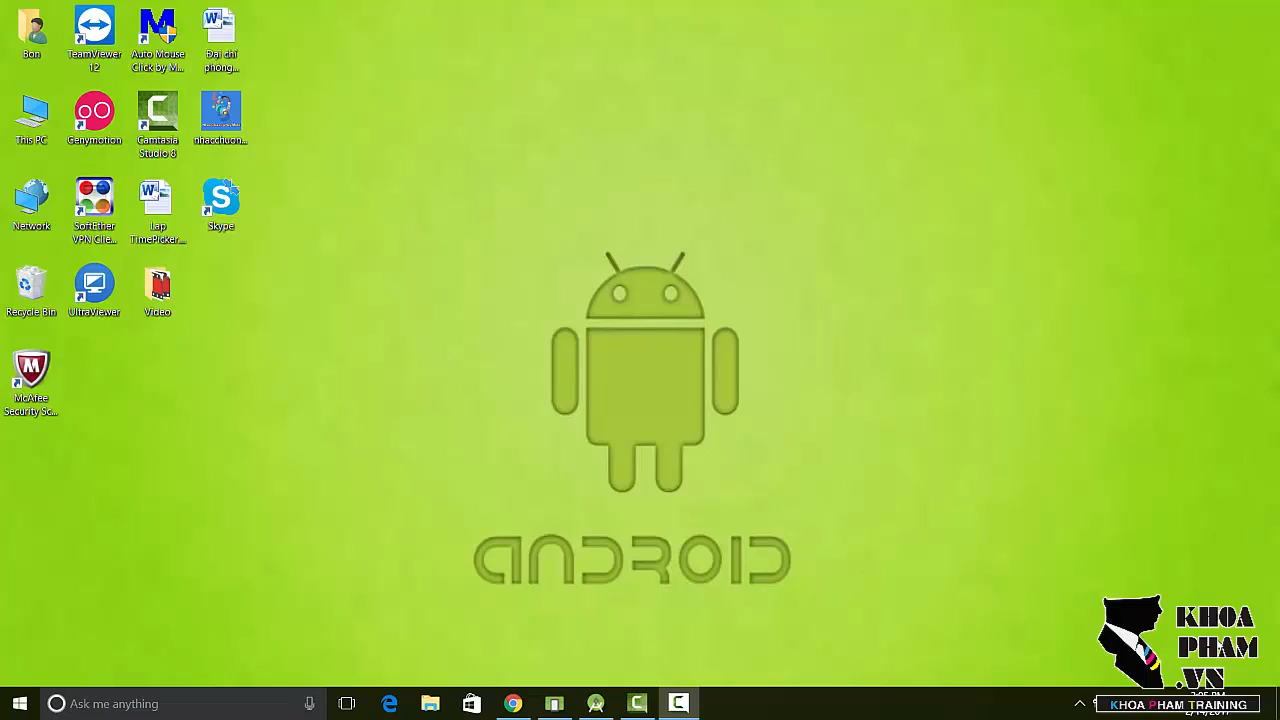 Bon
TeamViewer
12
Auto Mouse
Click by M...
Đai chi
phong...
This PC
Genymotion
Camtasia
Studio 8
nhacchuon...
Network
SoftEther
VPN Clie...
Lap
TimePicker...
Skype
Recycle Bin
UltraViewer
Video
McAfee
Security Sc...
ANDROID
KHOA
PHAM
.VN
Ask me anything
KHOA PHAM TRAINING